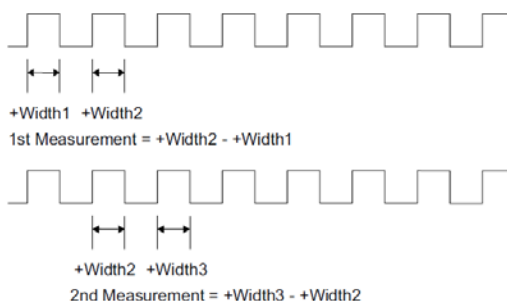 +Width1 +Width2
1st Measurement = +Width2 - +Width1
+Width2 +Width3
2nd Measurement = +Width3 - +Width2